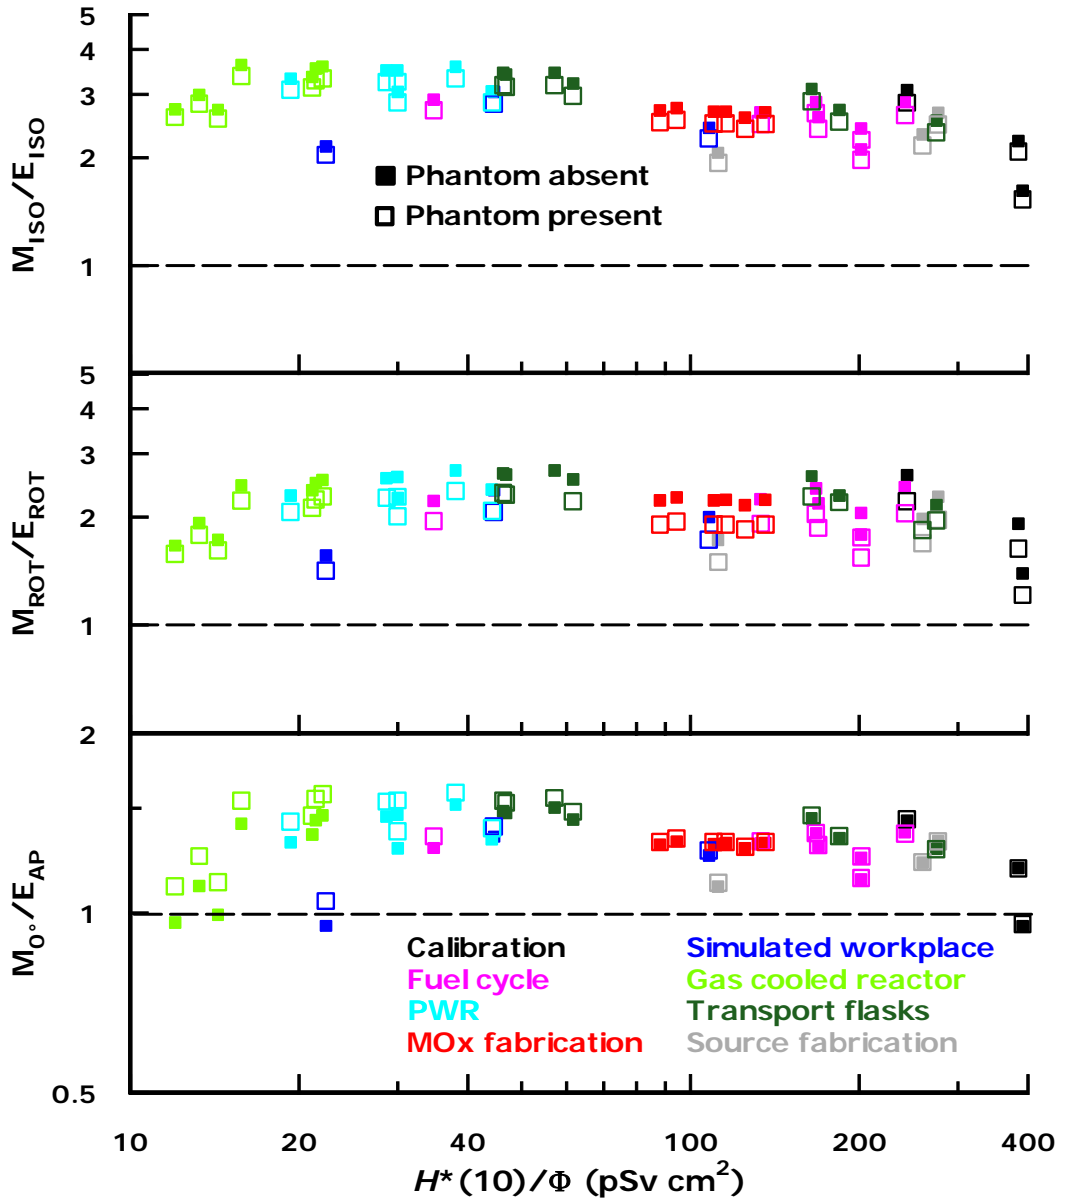 5
4
3
2
1
M_ISO/E_ISO
Phantom absent
Phantom present
5
4
3
2
1
M_ROT/E_ROT
2
1
0.5
M_0°/E_AP
Calibration
Simulated workplace
Fuel cycle
Gas cooled reactor
PWR
Transport flasks
MOx fabrication
Source fabrication
10 20 40 100 200 400
H*(10)/Φ (pSv cm²)